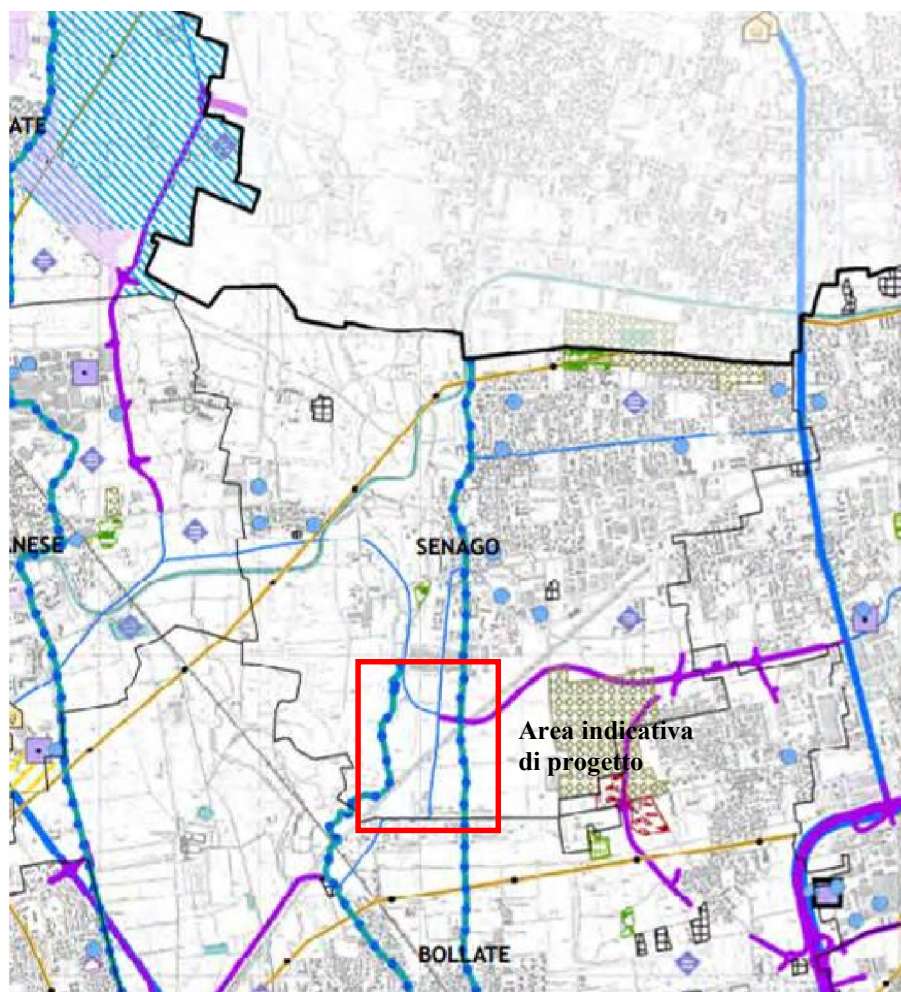 ATE
NESE
SENAGO
Area indicativa
di progetto
BOLLATE